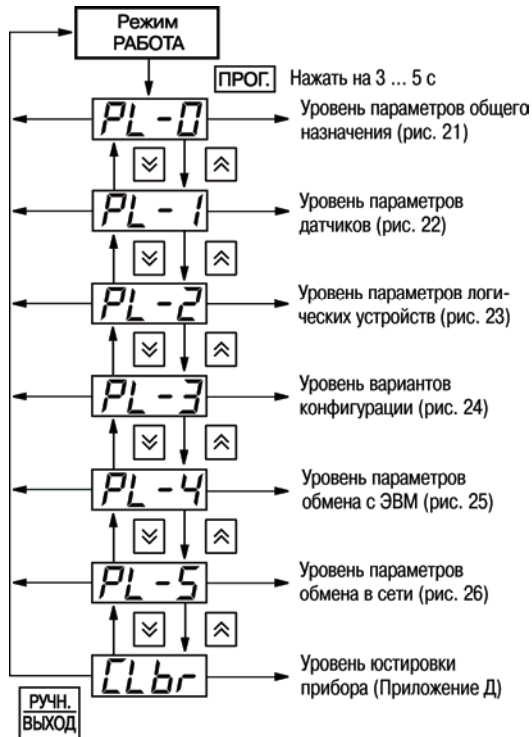 Режим
РАБОТА
ПРОГ. Нажать на 3 ... 5 с
PL-0
Уровень параметров общего
назначения (рис. 21)
PL-1
Уровень параметров
датчиков (рис. 22)
PL-2
Уровень параметров логи-
ческих устройств (рис. 23)
PL-3
Уровень вариантов
конфигурации (рис. 24)
PL-4
Уровень параметров
обмена с ЭВМ (рис. 25)
PL-5
Уровень параметров
обмена в сети (рис. 26)
CLbr
Уровень юстировки
прибора (Приложение Д)
РУЧН.
ВЫХОД